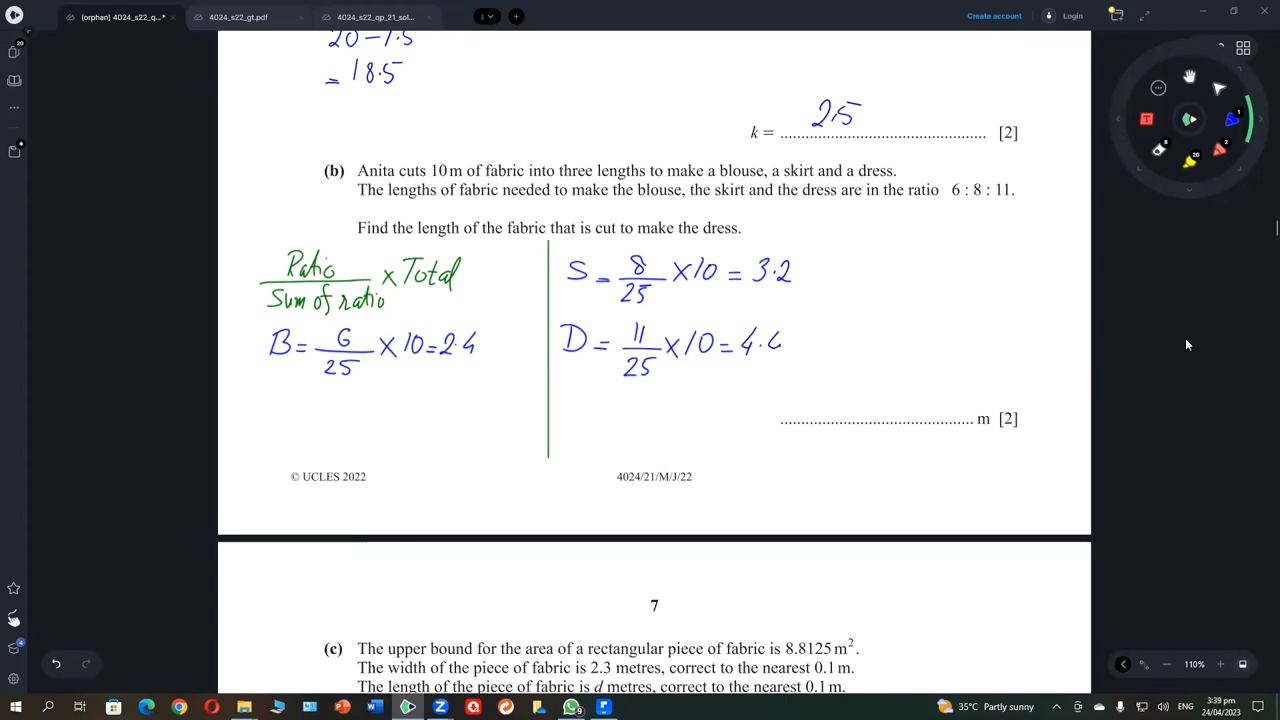 (orphan) 4024_s22_q...* 4024_s22_gt.pdf 4024_s22_qp_21_sol... 3 Create account Login
20 - 1.5
= 18.5
k = 2.5 [2]
(b) Anita cuts 10 m of fabric into three lengths to make a blouse, a skirt and a dress.
The lengths of fabric needed to make the blouse, the skirt and the dress are in the ratio 6 : 8 : 11.
Find the length of the fabric that is cut to make the dress.
Ratio / Sum of ratio × Total
B = 6/25 × 10 = 2.4
S = 8/25 × 10 = 3.2
D = 11/25 × 10 = 4.4
................................................ m [2]
© UCLES 2022 4024/21/M/J/22
7
(c) The upper bound for the area of a rectangular piece of fabric is 8.8125 m².
The width of the piece of fabric is 2.3 metres, correct to the nearest 0.1 m.
The length of the piece of fabric is d metres, correct to the nearest 0.1 m.
110%
35°C Partly sunny
3:39
24/04/2023